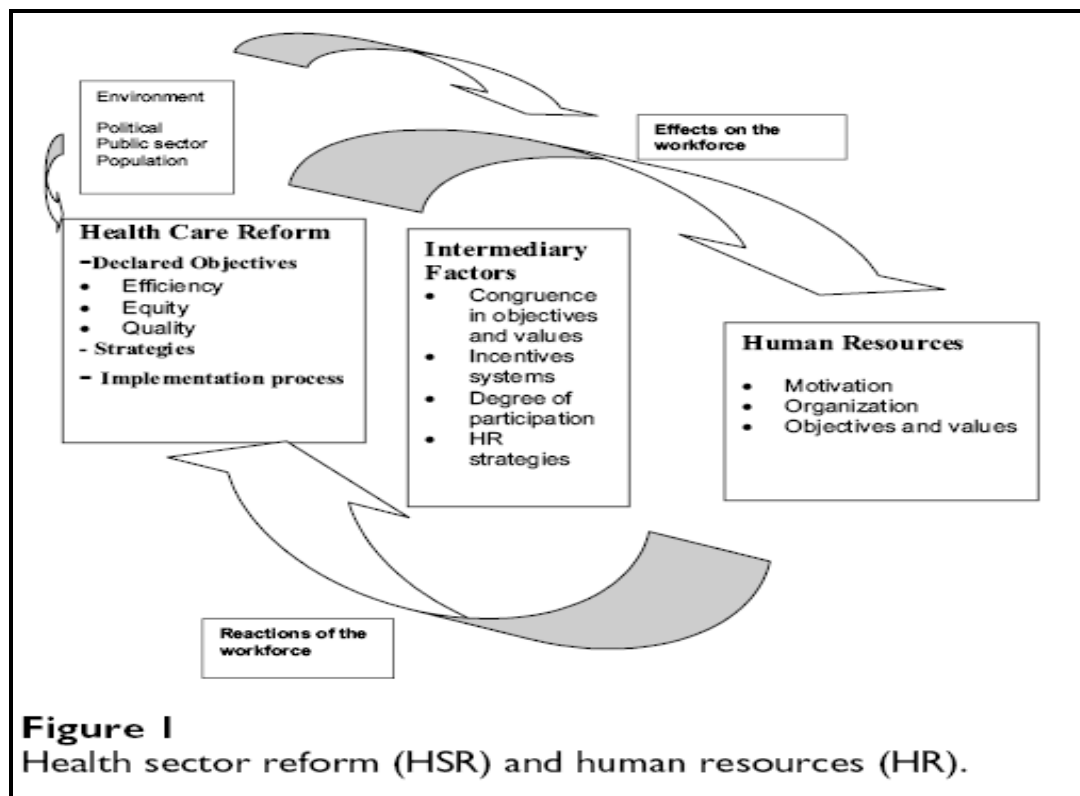 Environment
Political
Public sector
Population
Effects on the
workforce
Health Care Reform
-Declared Objectives
• Efficiency
• Equity
• Quality
- Strategies
- Implementation process
Intermediary
Factors
• Congruence
in objectives
and values
• Incentives
systems
• Degree of
participation
• HR
strategies
Human Resources
• Motivation
• Organization
• Objectives and values
Reactions of the
workforce
Figure 1
Health sector reform (HSR) and human resources (HR).